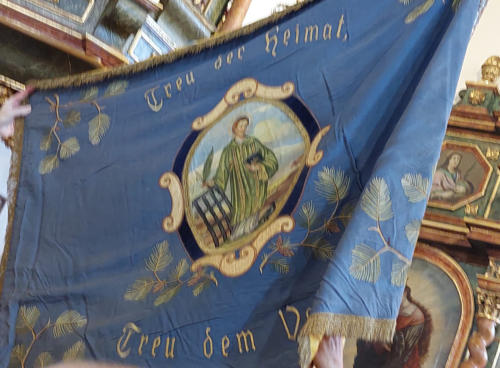 Treu der Heimat,
Treu dem